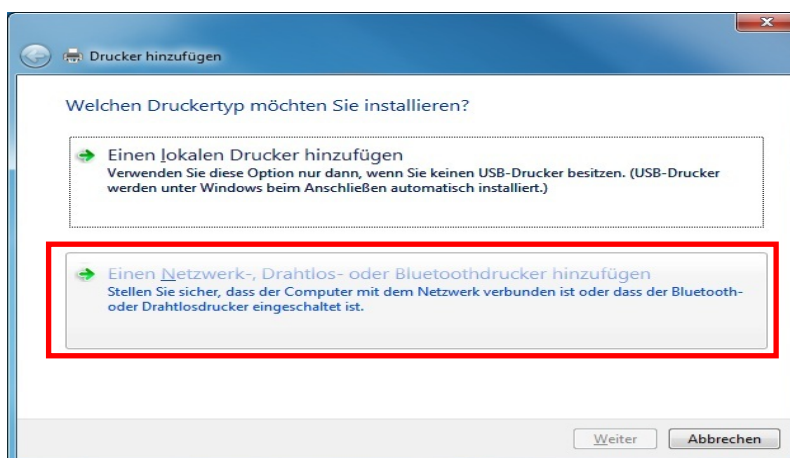 Drucker hinzufügen
Welchen Druckertyp möchten Sie installieren?
Einen lokalen Drucker hinzufügen
Verwenden Sie diese Option nur dann, wenn Sie keinen USB-Drucker besitzen. (USB-Drucker
werden unter Windows beim Anschließen automatisch installiert.)
Einen Netzwerk-, Drahtlos- oder Bluetoothdrucker hinzufügen
Stellen Sie sicher, dass der Computer mit dem Netzwerk verbunden ist oder dass der Bluetooth-
oder Drahtlosdrucker eingeschaltet ist.
Weiter Abbrechen